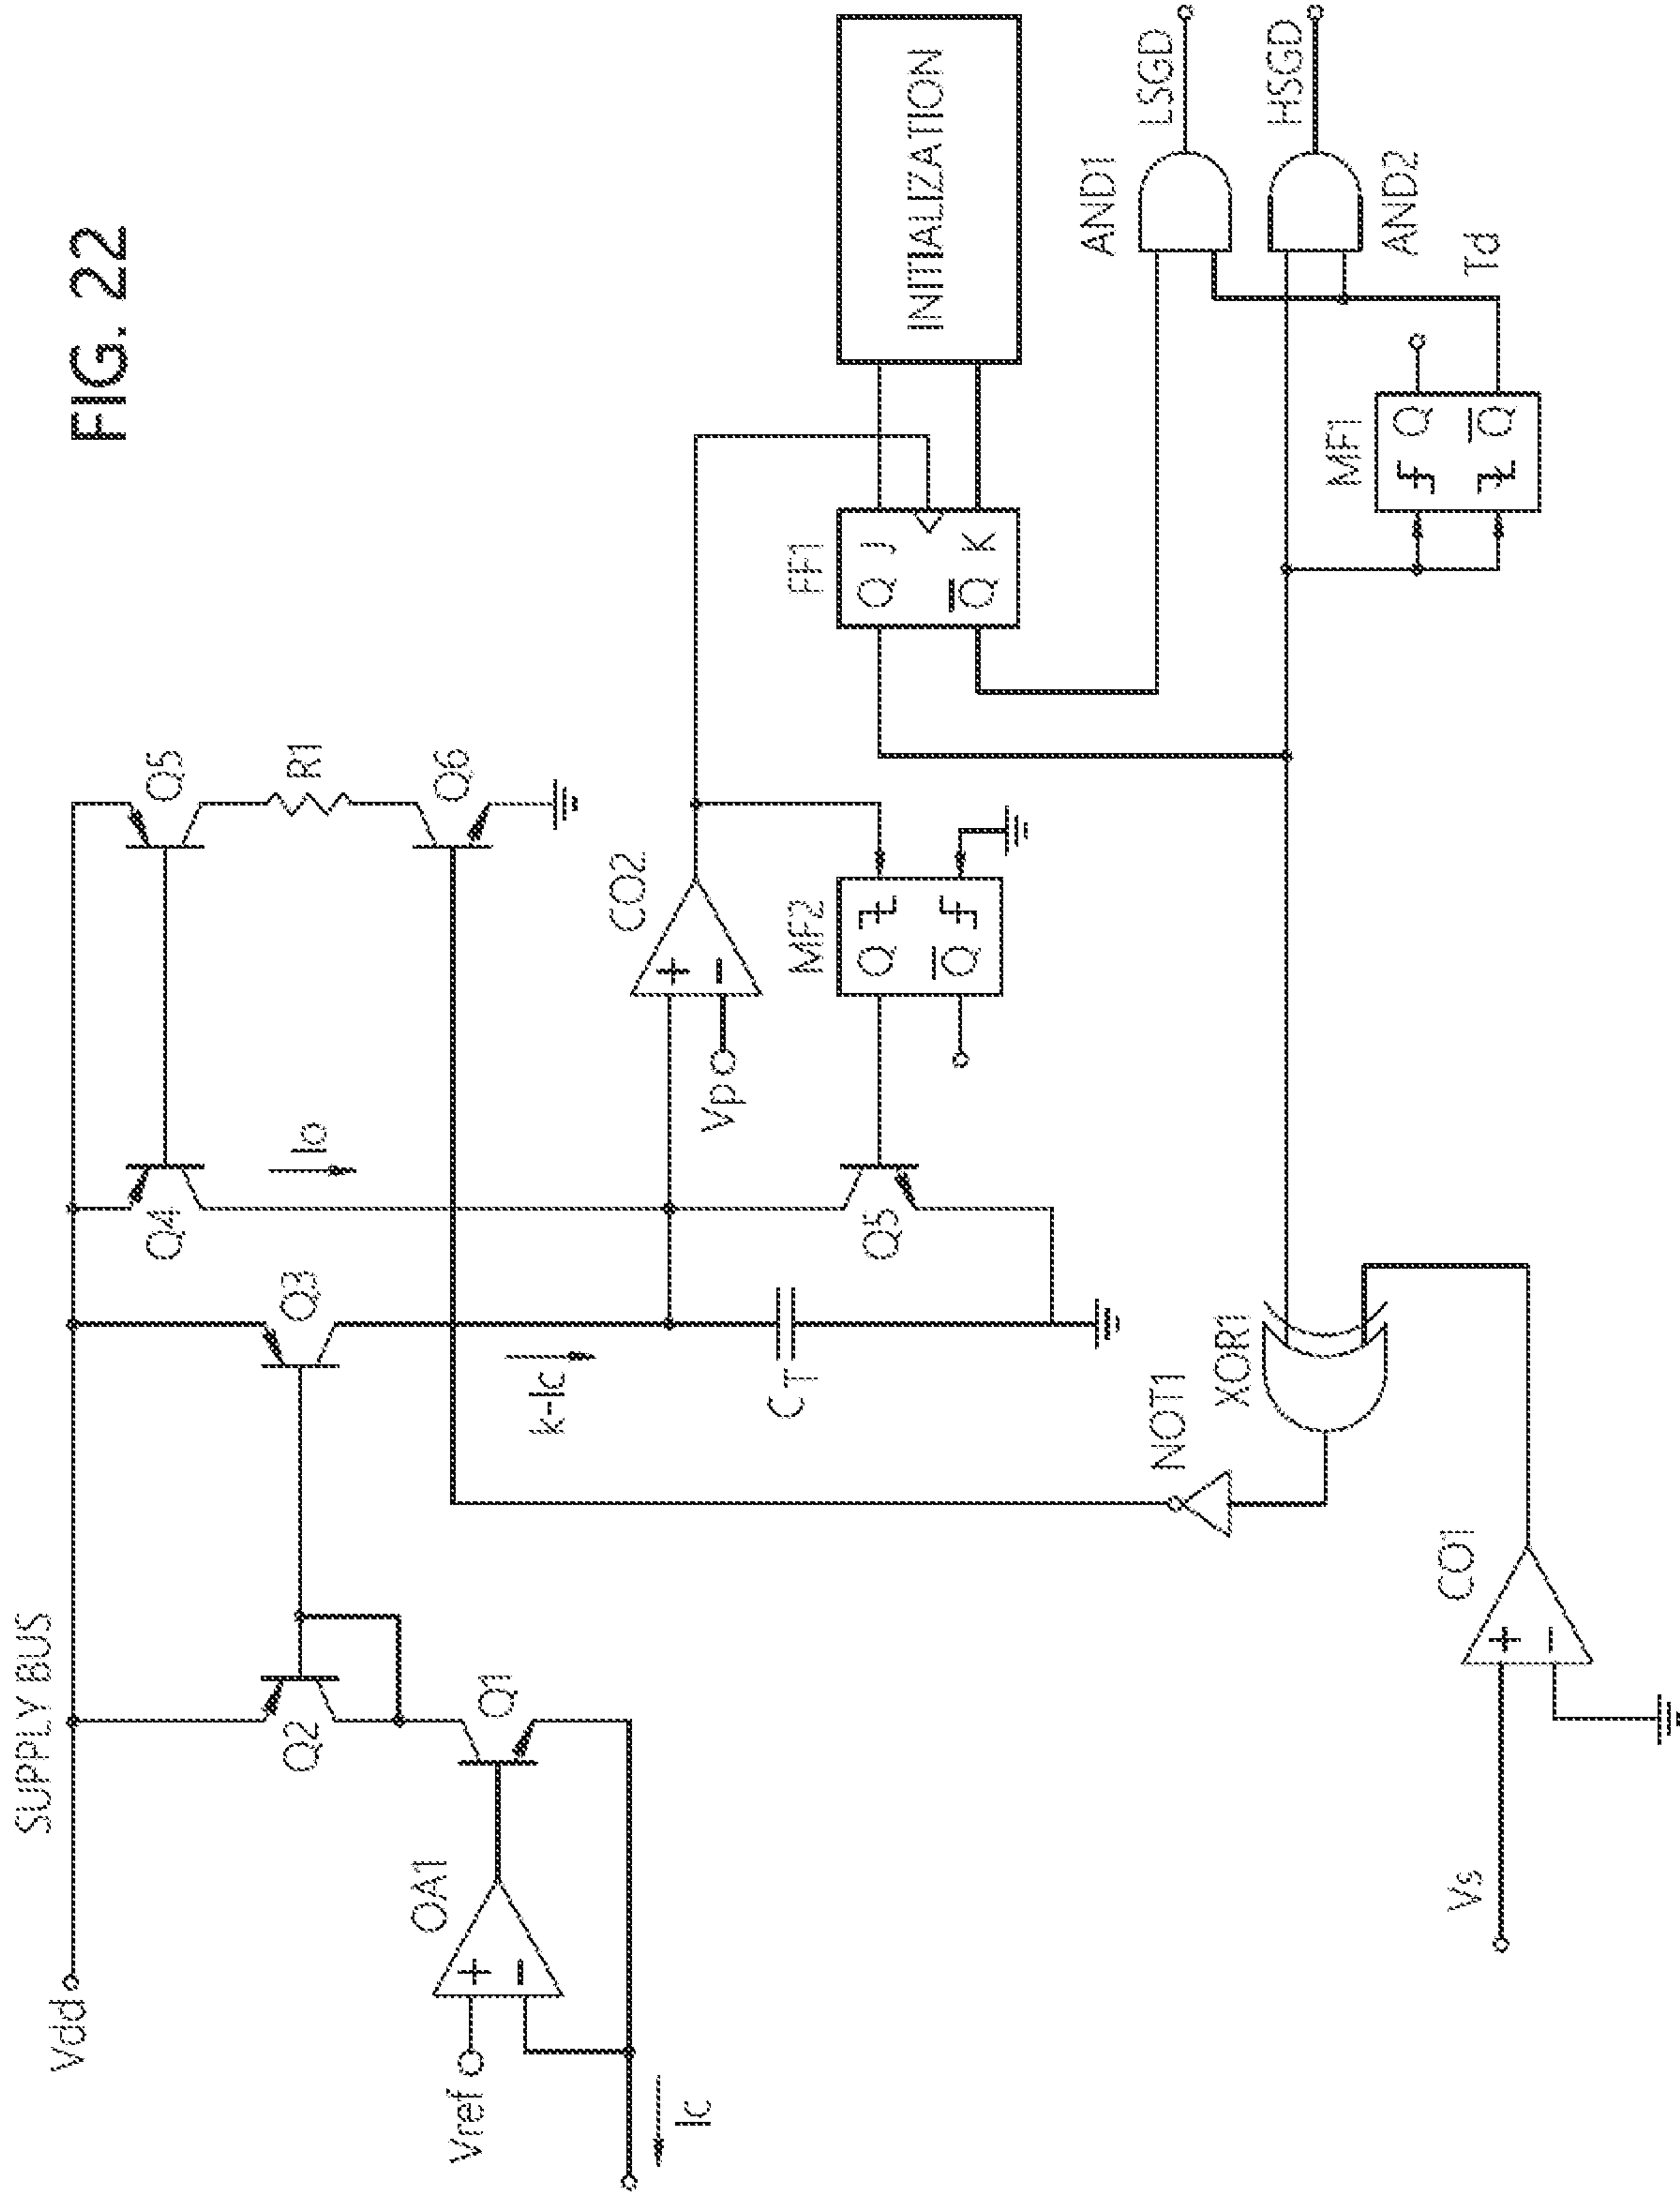 FIG. 22
SUPPLY BUS
Vdd
Q2
Q3
Q4
Q5
R1
Q6
Io
OA1
+
-
Vref
Q1
Ic
k-Ic
CT
CO2
+
-
Vp
Q5
MF2
Q
Q
FF1
Q J
Q K
INITIALIZATION
NOT1
XOR1
CO1
+
-
Vs
MF1
Q
Q
Td
AND1
LSGD
AND2
HSGD